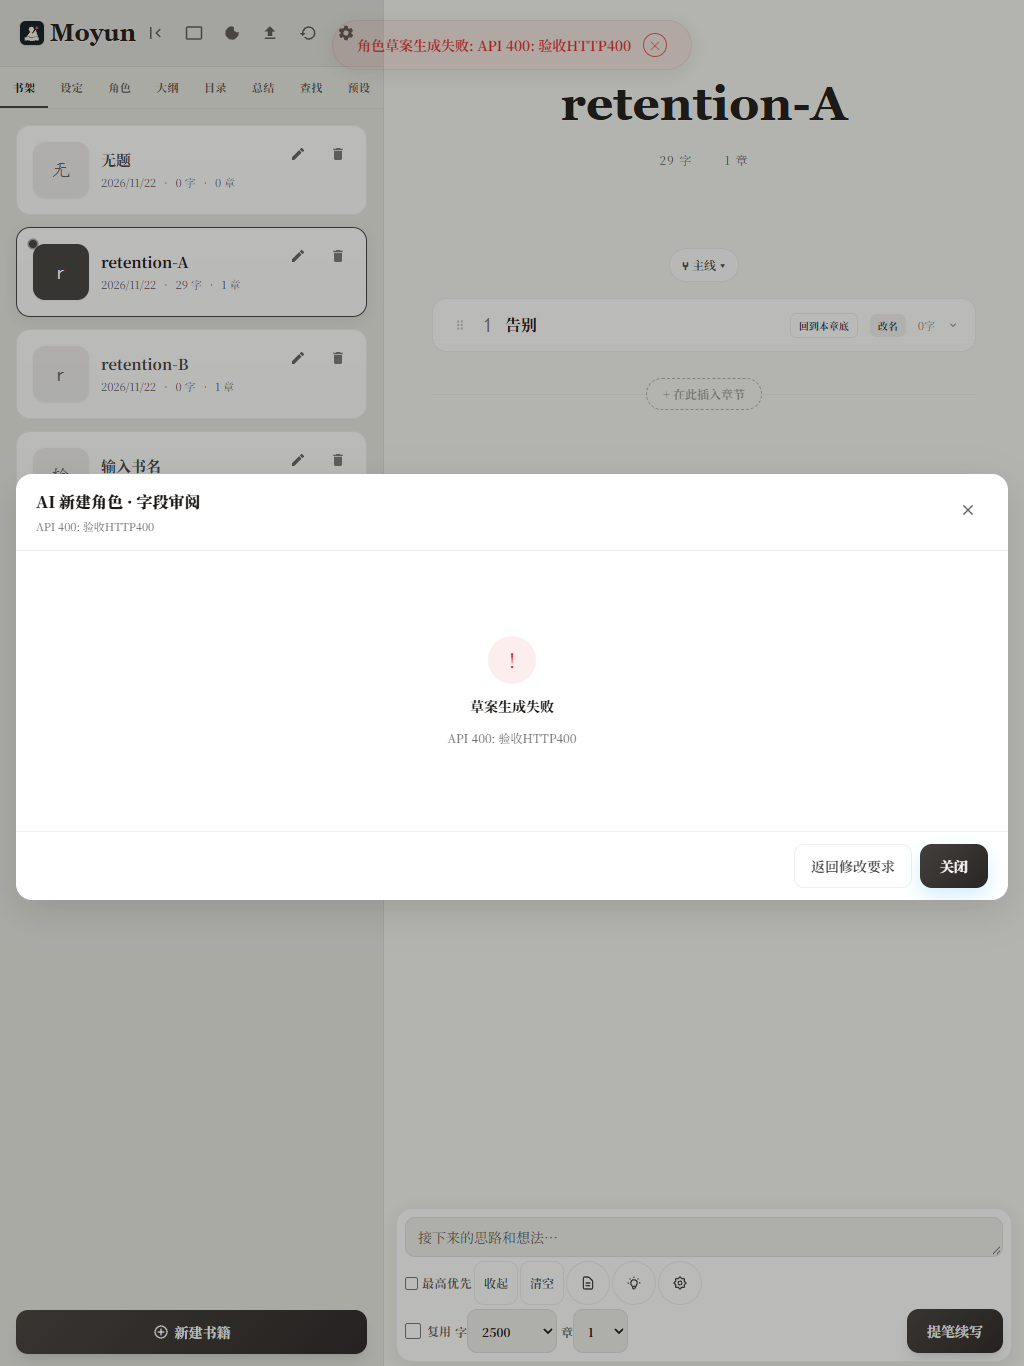 Moyun
角色草案生成失败: API 400: 验收HTTP400
书架 设定 角色 大纲 目录 总结 查找 预设
无
无题
2026/11/22 · 0 字 · 0 章
r
retention-A
2026/11/22 · 29 字 · 1 章
r
retention-B
2026/11/22 · 0 字 · 1 章
输入书名
retention-A
29 字 1 章
主线 ▾
1 告别 回到本章底 改名 0字
+ 在此插入章节
AI 新建角色 · 字段审阅
API 400: 验收HTTP400
!
草案生成失败
API 400: 验收HTTP400
返回修改要求 关闭
接下来的思路和想法…
最高优先 收起 清空
复用 字 2500 章 1 提笔续写
新建书籍